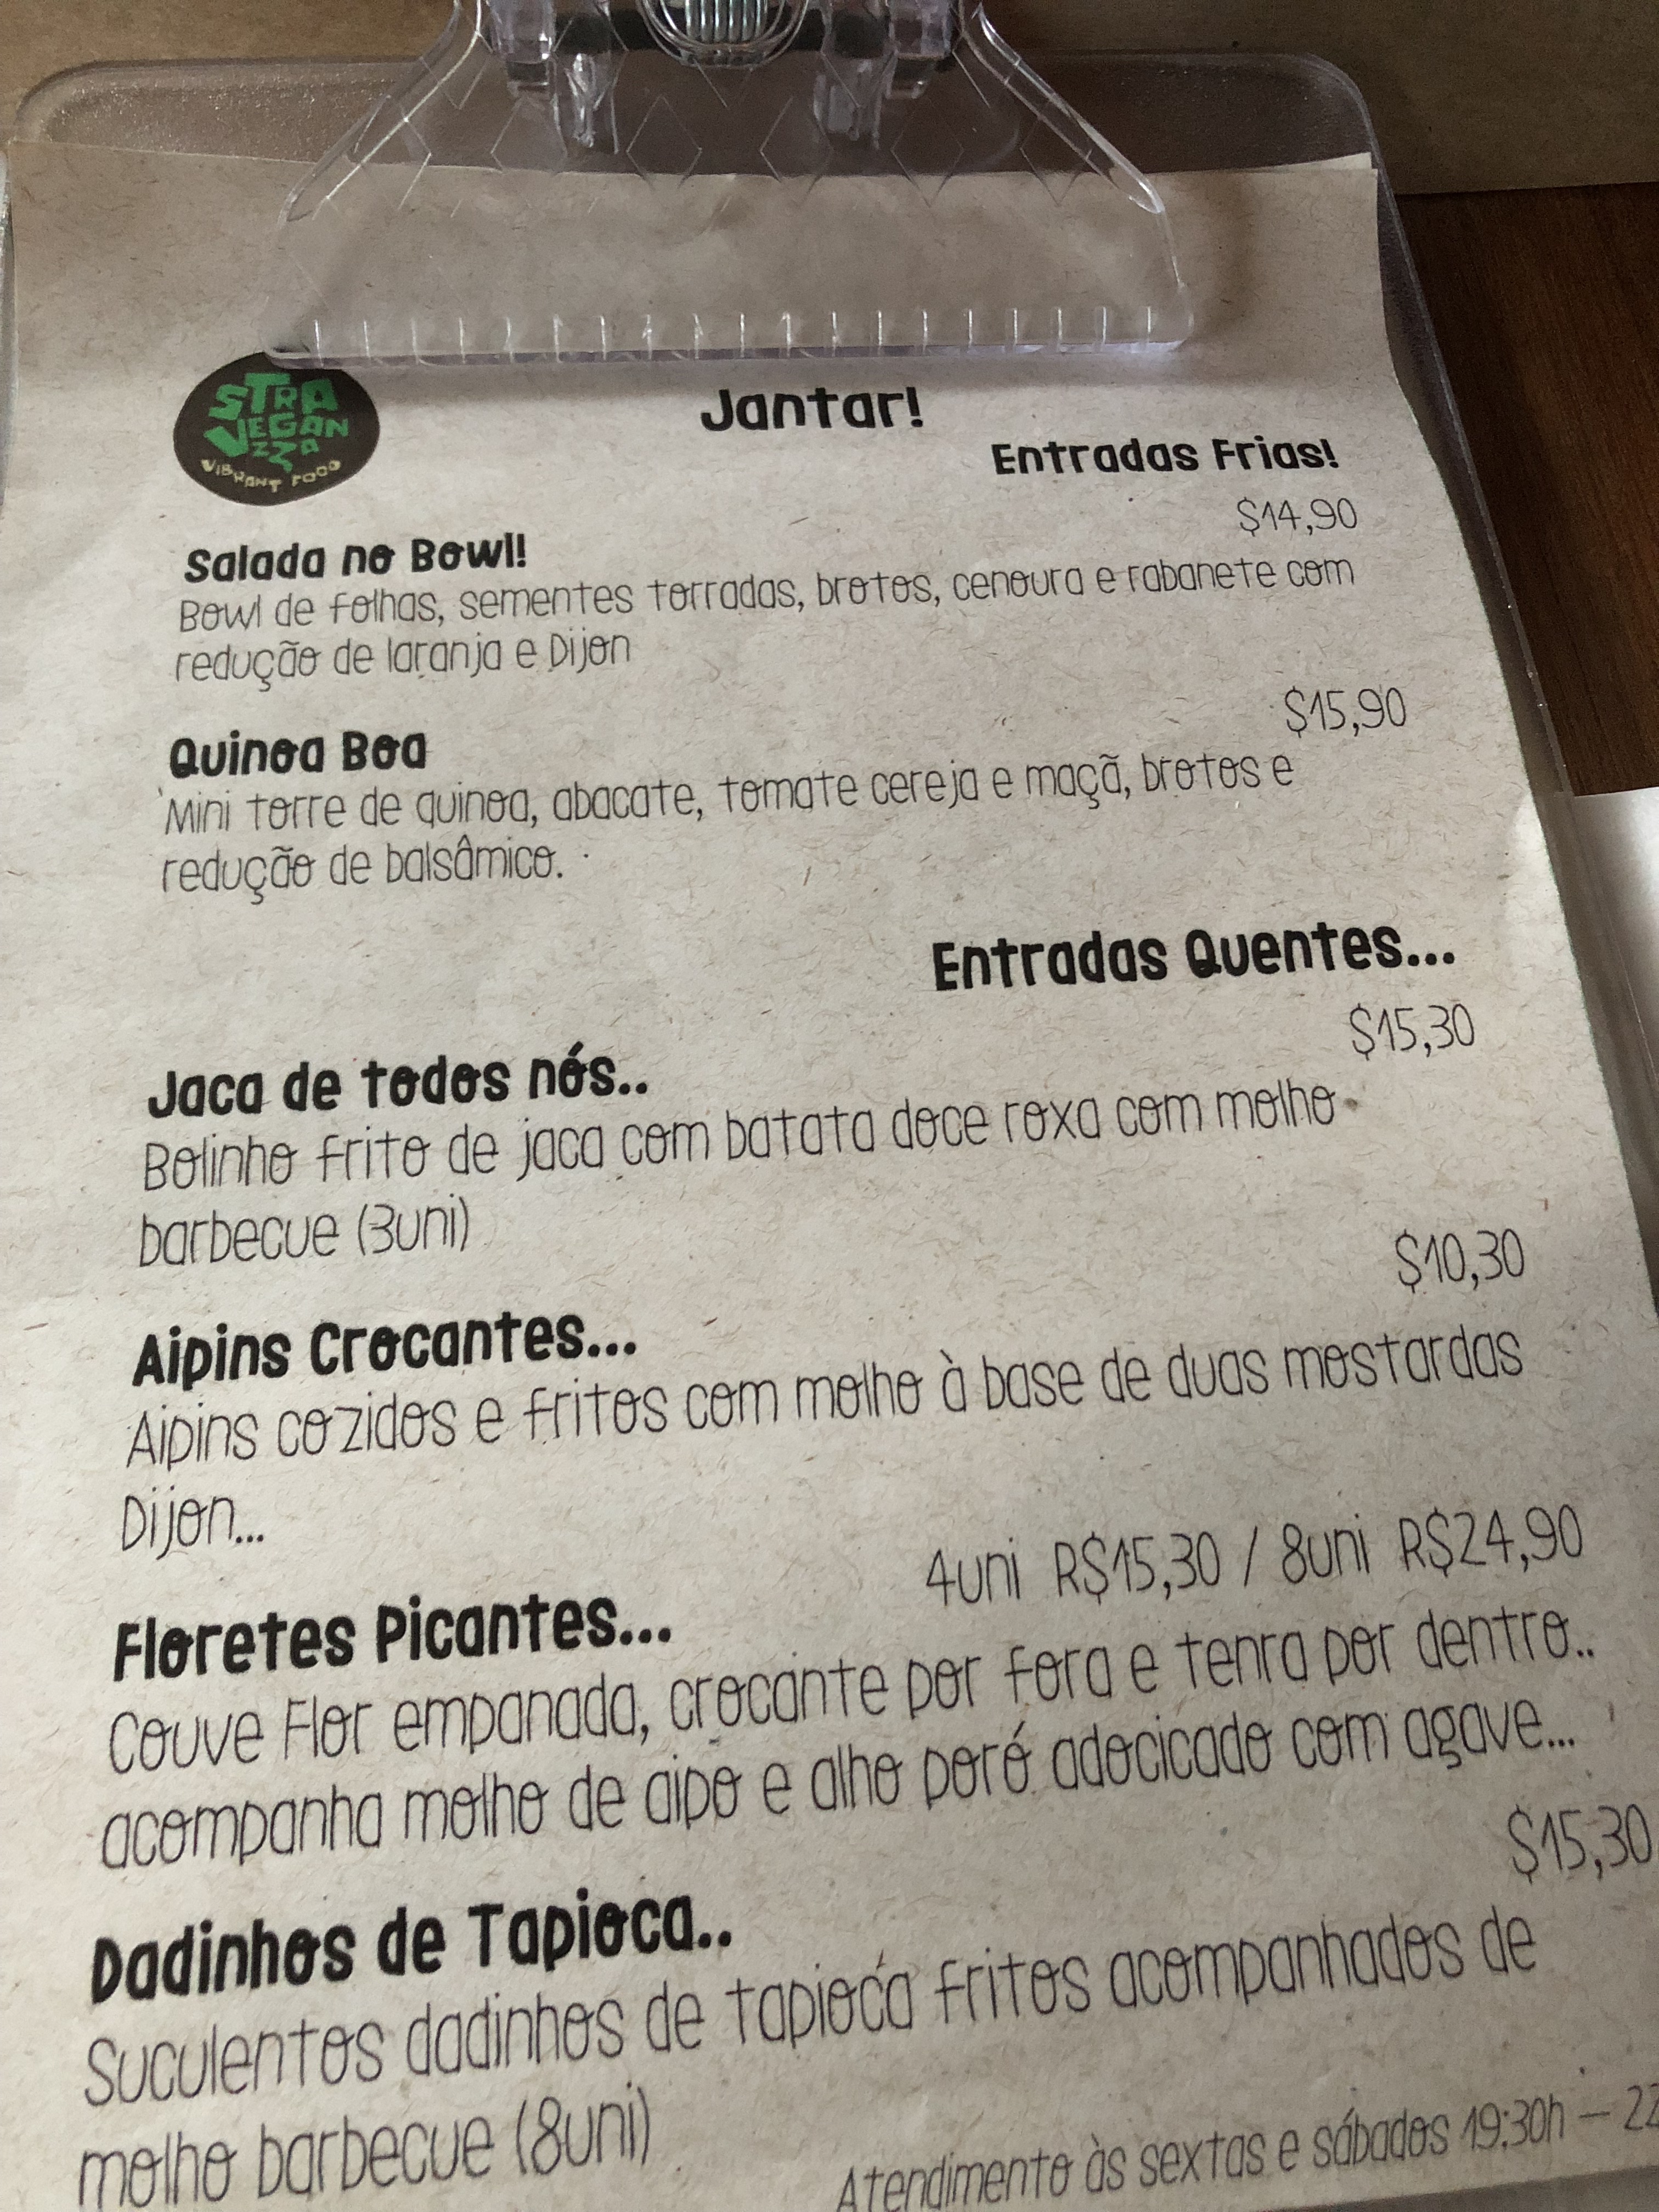 STRA
VEGAN
ZZA
VIBRANT FOOD
Jantar!
Entradas Frias!
$14,90
Salada no Bowl!
Bowl de folhas, sementes torradas, brotos, cenoura e rabanete com
redução de laranja e Dijon
$15,90
Quinoa Boa
Mini torre de quinoa, abacate, tomate cereja e maçã, brotos e
redução de balsâmico.
Entradas Quentes...
$15,30
Jaca de todos nós..
Bolinho frito de jaca com batata doce roxa com molho
barbecue (3uni)
$10,30
Aipins Crocantes...
Aipins cozidos e fritos com molho à base de duas mostardas
Dijon...
4uni R$15,30 / 8uni R$24,90
Floretes Picantes...
Couve Flor empanada, crocante por fora e tenra por dentro..
acompanha molho de aipo e alho poró adocicado com agave...
$15,30
Dadinhos de Tapioca..
Suculentos dadinhos de tapioca fritos acompanhados de
molho barbecue (8uni)
Atendimento às sextas e sábados 19:30h – 22